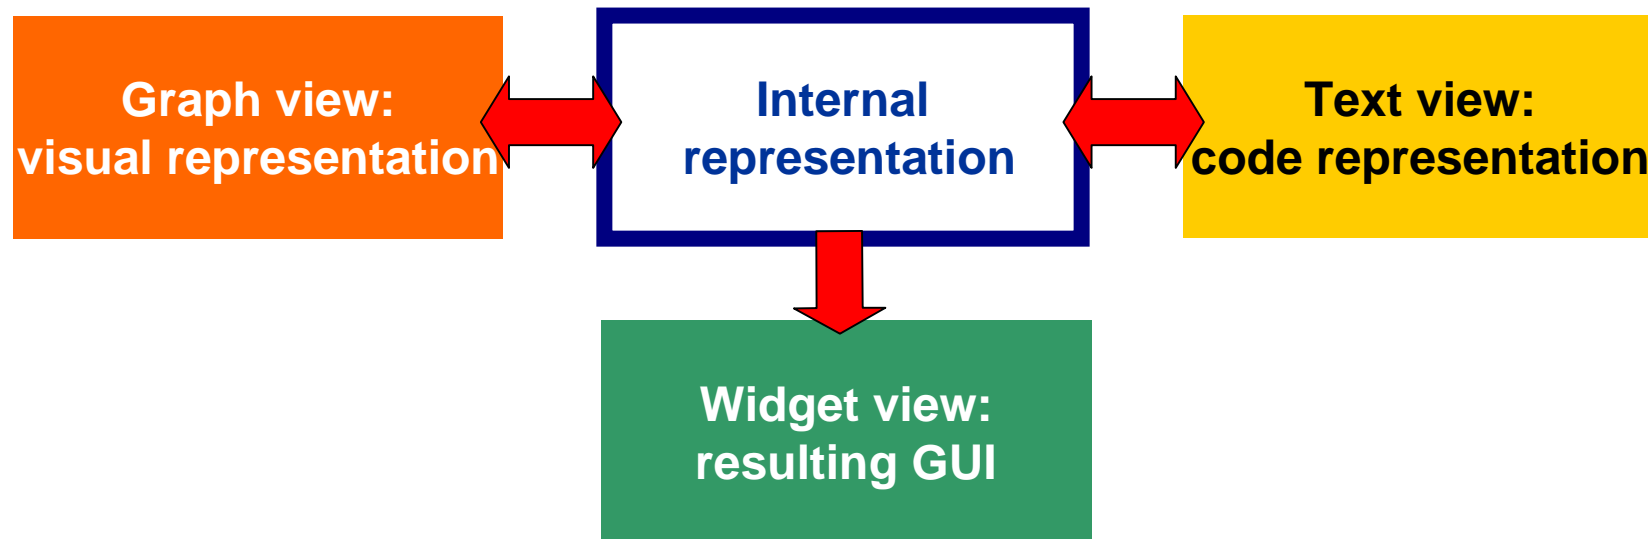 Graph view:
visual representation
Internal
representation
Text view:
code representation
Widget view:
resulting GUI